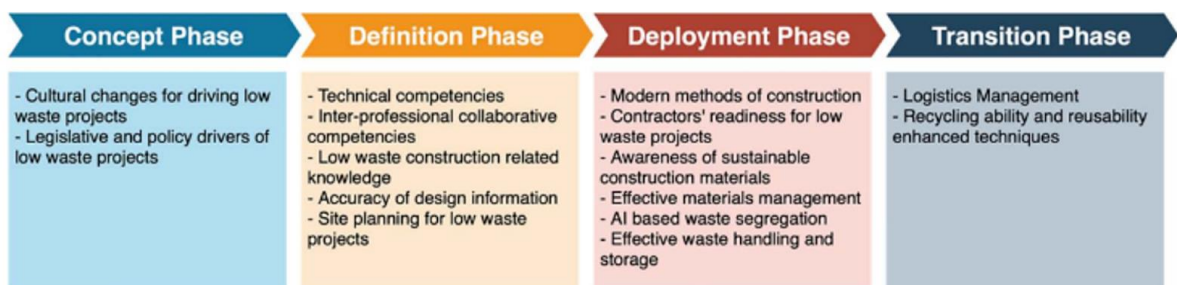 Concept Phase
- Cultural changes for driving low
waste projects
- Legislative and policy drivers of
low waste projects
Definition Phase
- Technical competencies
- Inter-professional collaborative
competencies
- Low waste construction related
knowledge
- Accuracy of design information
- Site planning for low waste
projects
Deployment Phase
- Modern methods of construction
- Contractors' readiness for low
waste projects
- Awareness of sustainable
construction materials
- Effective materials management
- AI based waste segregation
- Effective waste handling and
storage
Transition Phase
- Logistics Management
- Recycling ability and reusability
enhanced techniques